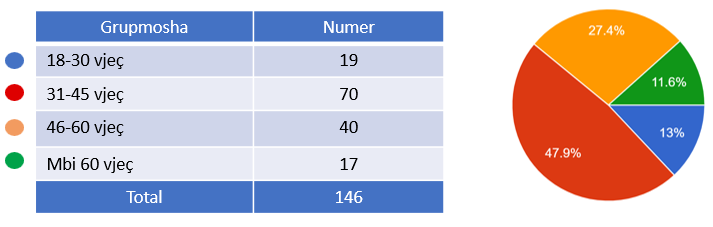 Grupmosha Numer
18-30 vjeç 19
31-45 vjeç 70
46-60 vjeç 40
Mbi 60 vjeç 17
Total 146
27.4%
11.6%
47.9%
13%